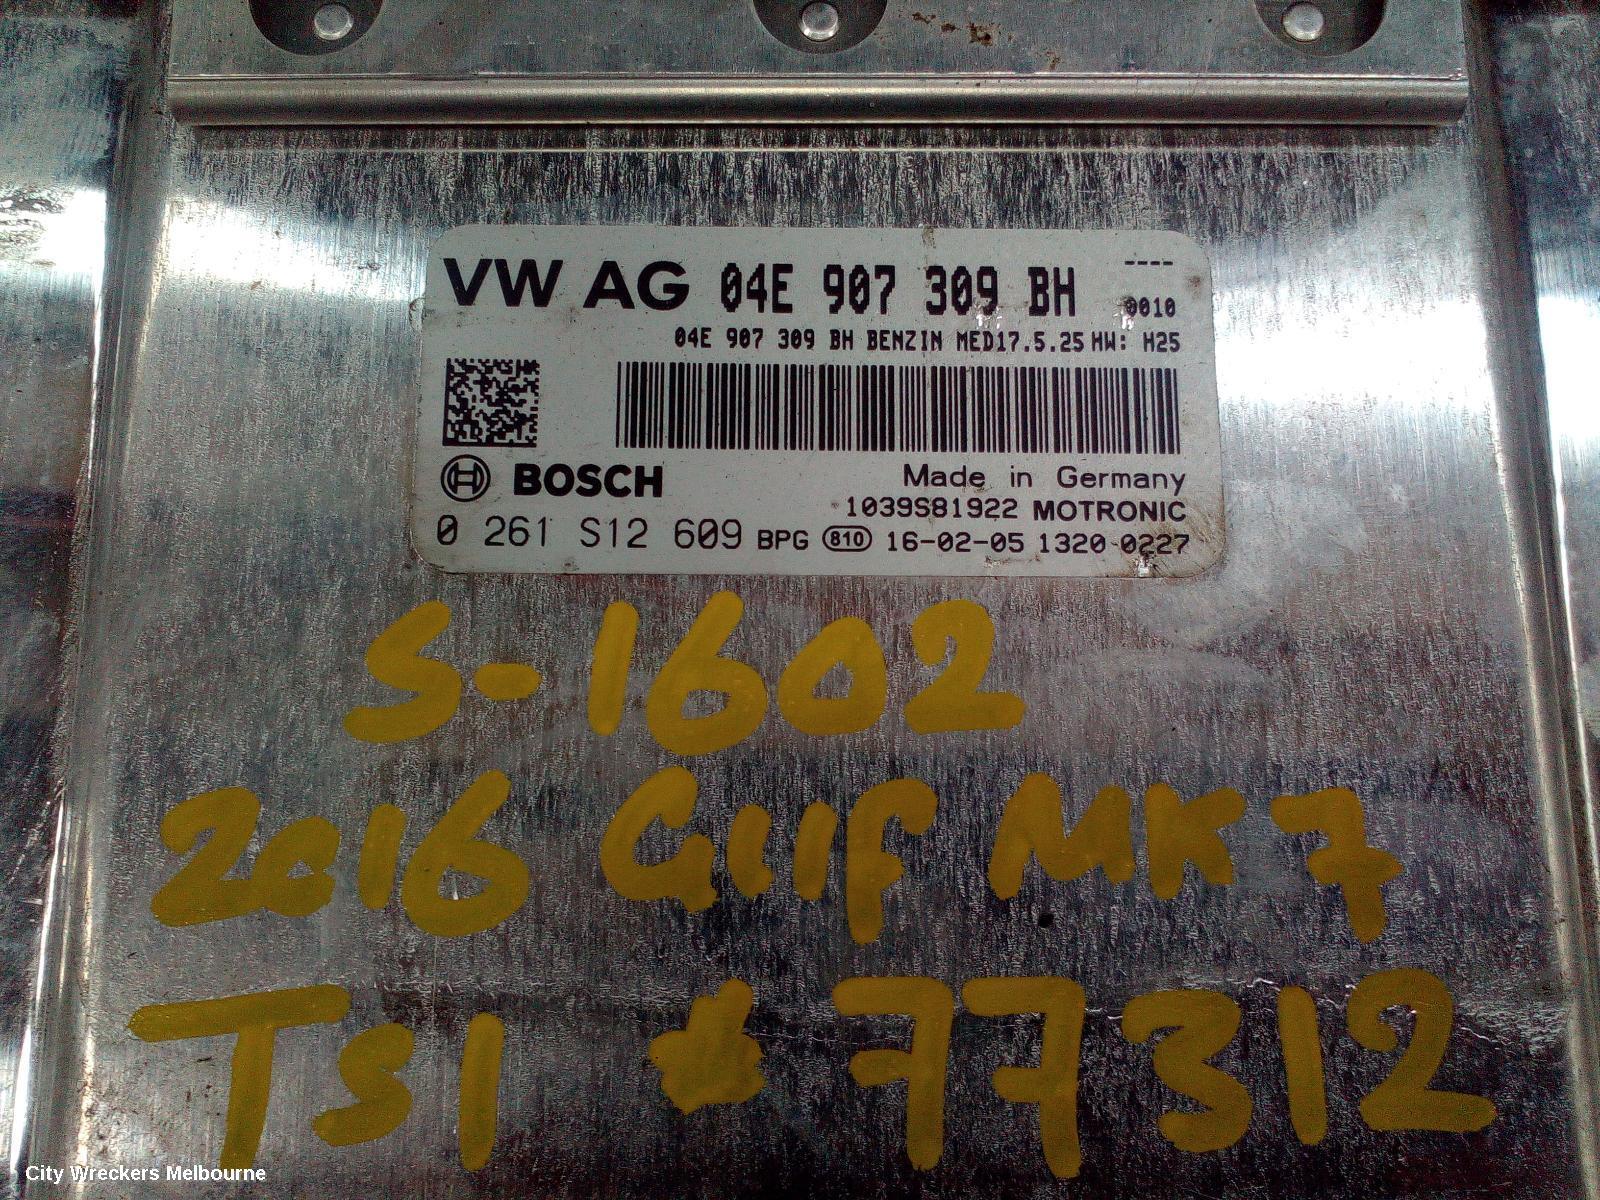 VW AG 04E 907 309 BH ----
0010
04E 907 309 BH BENZIN MED17.5.25 HW: H25
BOSCH
Made in Germany
1039S81922 MOTRONIC
0 261 S12 609 BPG 810 16-02-05 1320 0227
S-1602
2016 Gulf MK7
TSI # 77312
City Wreckers Melbourne